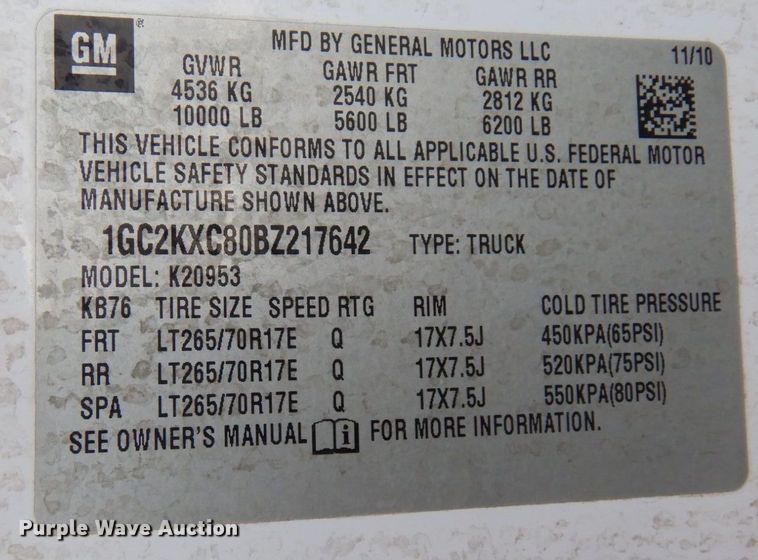 GM
MFD BY GENERAL MOTORS LLC
11/10
GVWR GAWR FRT GAWR RR
4536 KG 2540 KG 2812 KG
10000 LB 5600 LB 6200 LB
THIS VEHICLE CONFORMS TO ALL APPLICABLE U.S. FEDERAL MOTOR
VEHICLE SAFETY STANDARDS IN EFFECT ON THE DATE OF
MANUFACTURE SHOWN ABOVE.
1GC2KXC80BZ217642 TYPE: TRUCK
MODEL: K20953
KB76 TIRE SIZE SPEED RTG RIM COLD TIRE PRESSURE
FRT LT265/70R17E Q 17X7.5J 450KPA(65PSI)
RR LT265/70R17E Q 17X7.5J 520KPA(75PSI)
SPA LT265/70R17E Q 17X7.5J 550KPA(80PSI)
SEE OWNER'S MANUAL i FOR MORE INFORMATION.
Purple Wave Auction